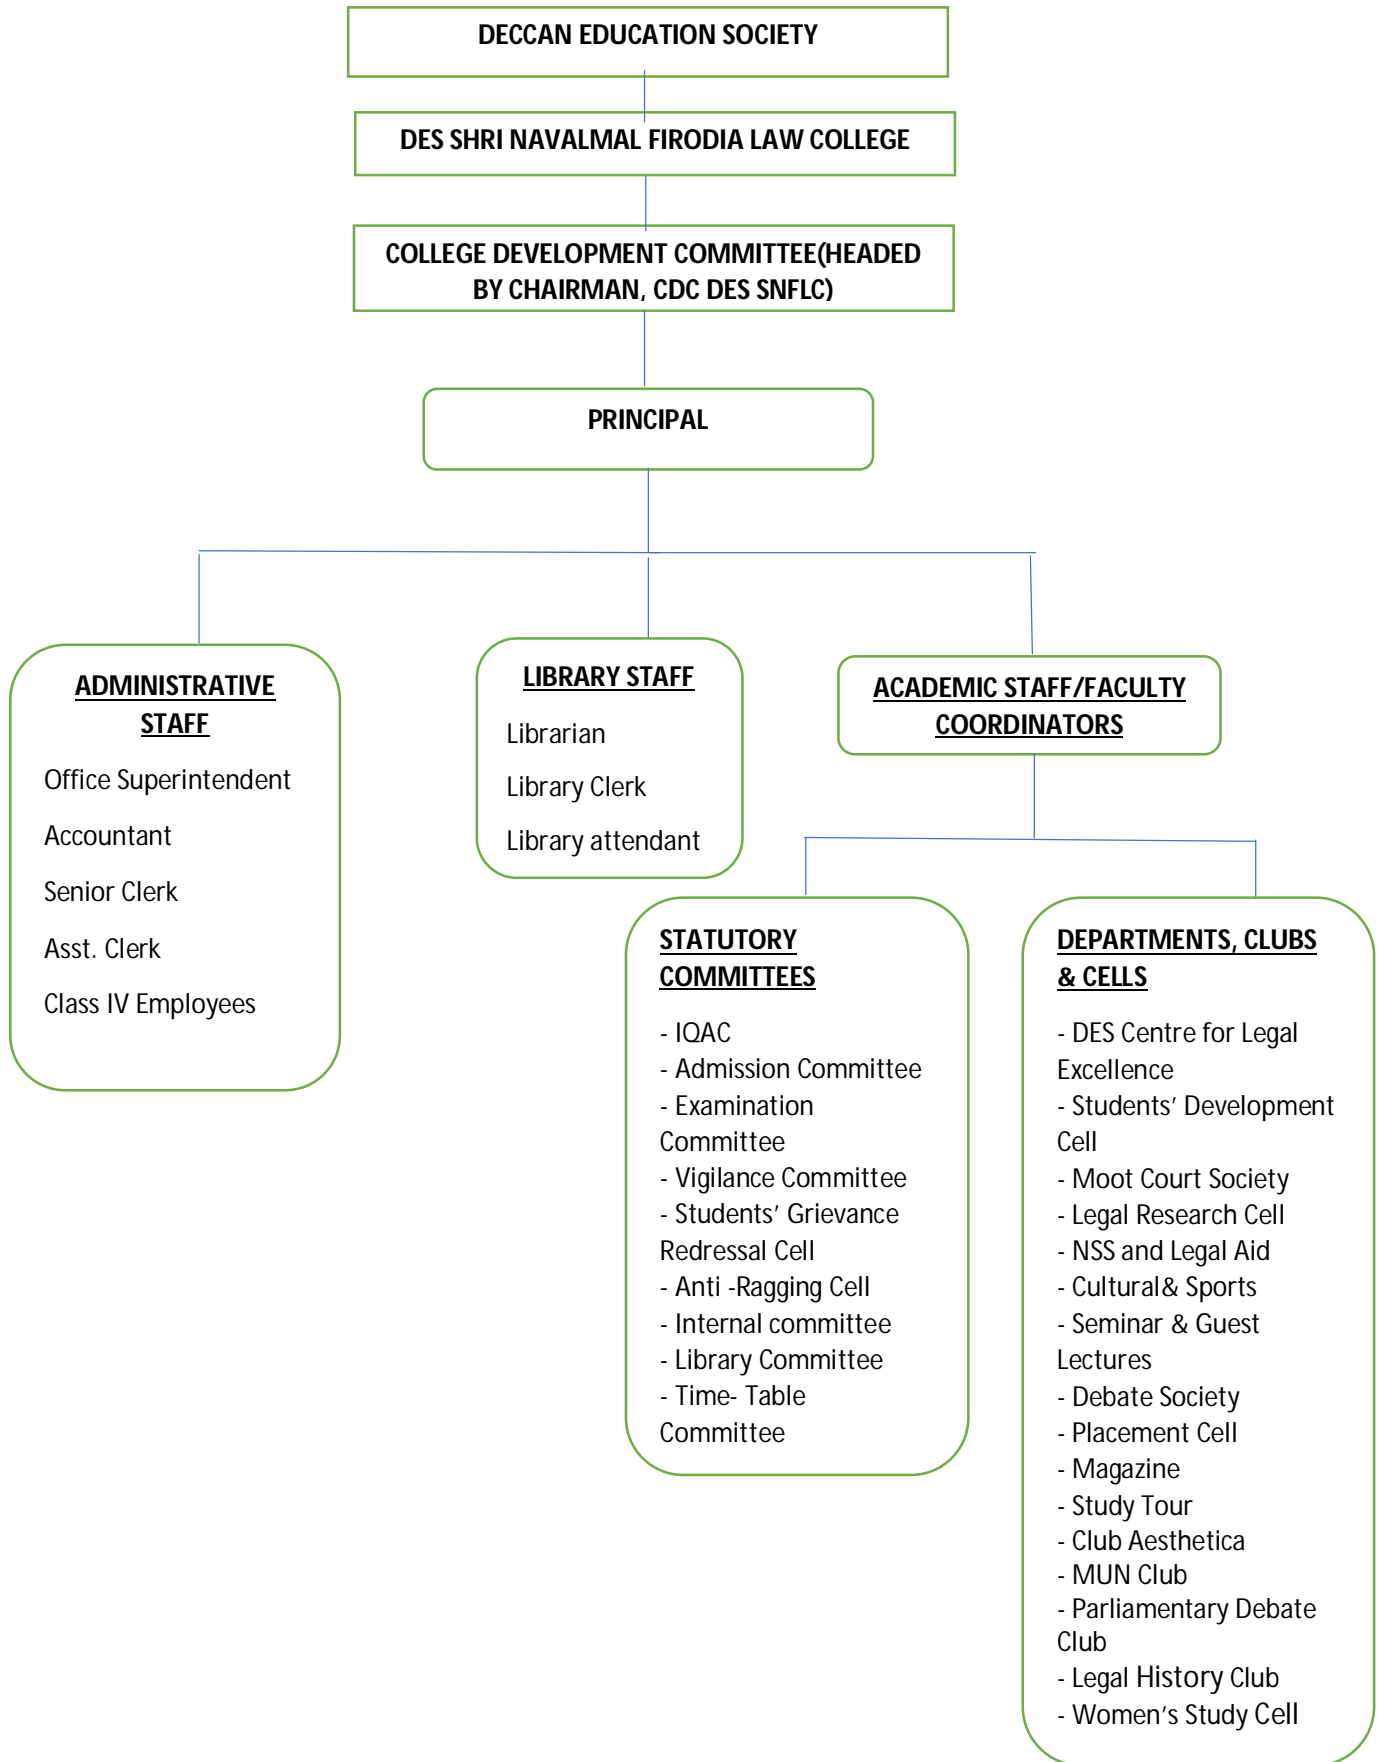 DECCAN EDUCATION SOCIETY
DES SHRI NAVALMAL FIRODIA LAW COLLEGE
COLLEGE DEVELOPMENT COMMITTEE(HEADED
BY CHAIRMAN, CDC DES SNFLC)
PRINCIPAL
ADMINISTRATIVE
STAFF
Office Superintendent
Accountant
Senior Clerk
Asst. Clerk
Class IV Employees
LIBRARY STAFF
Librarian
Library Clerk
Library attendant
ACADEMIC STAFF/FACULTY
COORDINATORS
STATUTORY
COMMITTEES
- IQAC
- Admission Committee
- Examination
Committee
- Vigilance Committee
- Students’ Grievance
Redressal Cell
- Anti -Ragging Cell
- Internal committee
- Library Committee
- Time- Table
Committee
DEPARTMENTS, CLUBS
& CELLS
- DES Centre for Legal
Excellence
- Students’ Development
Cell
- Moot Court Society
- Legal Research Cell
- NSS and Legal Aid
- Cultural& Sports
- Seminar & Guest
Lectures
- Debate Society
- Placement Cell
- Magazine
- Study Tour
- Club Aesthetica
- MUN Club
- Parliamentary Debate
Club
- Legal History Club
- Women’s Study Cell